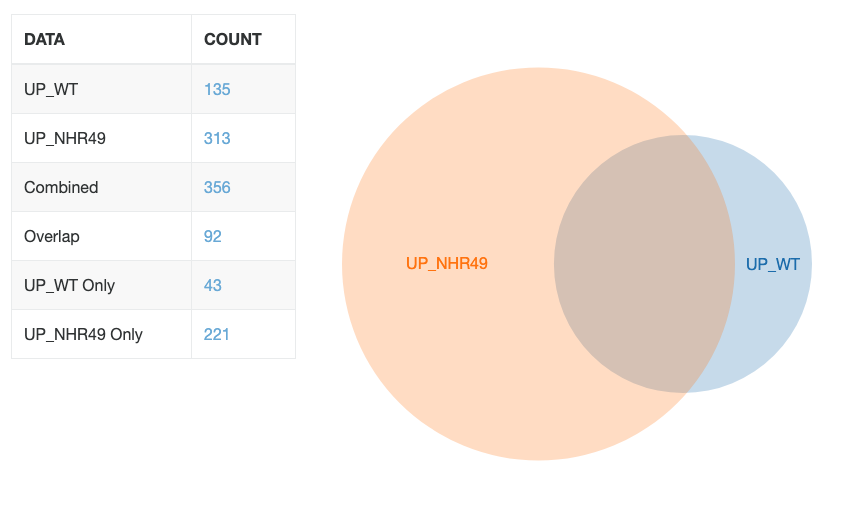 DATA COUNT
UP_WT 135
UP_NHR49 313
Combined 356
Overlap 92
UP_WT Only 43
UP_NHR49 Only 221
UP_NHR49
UP_WT